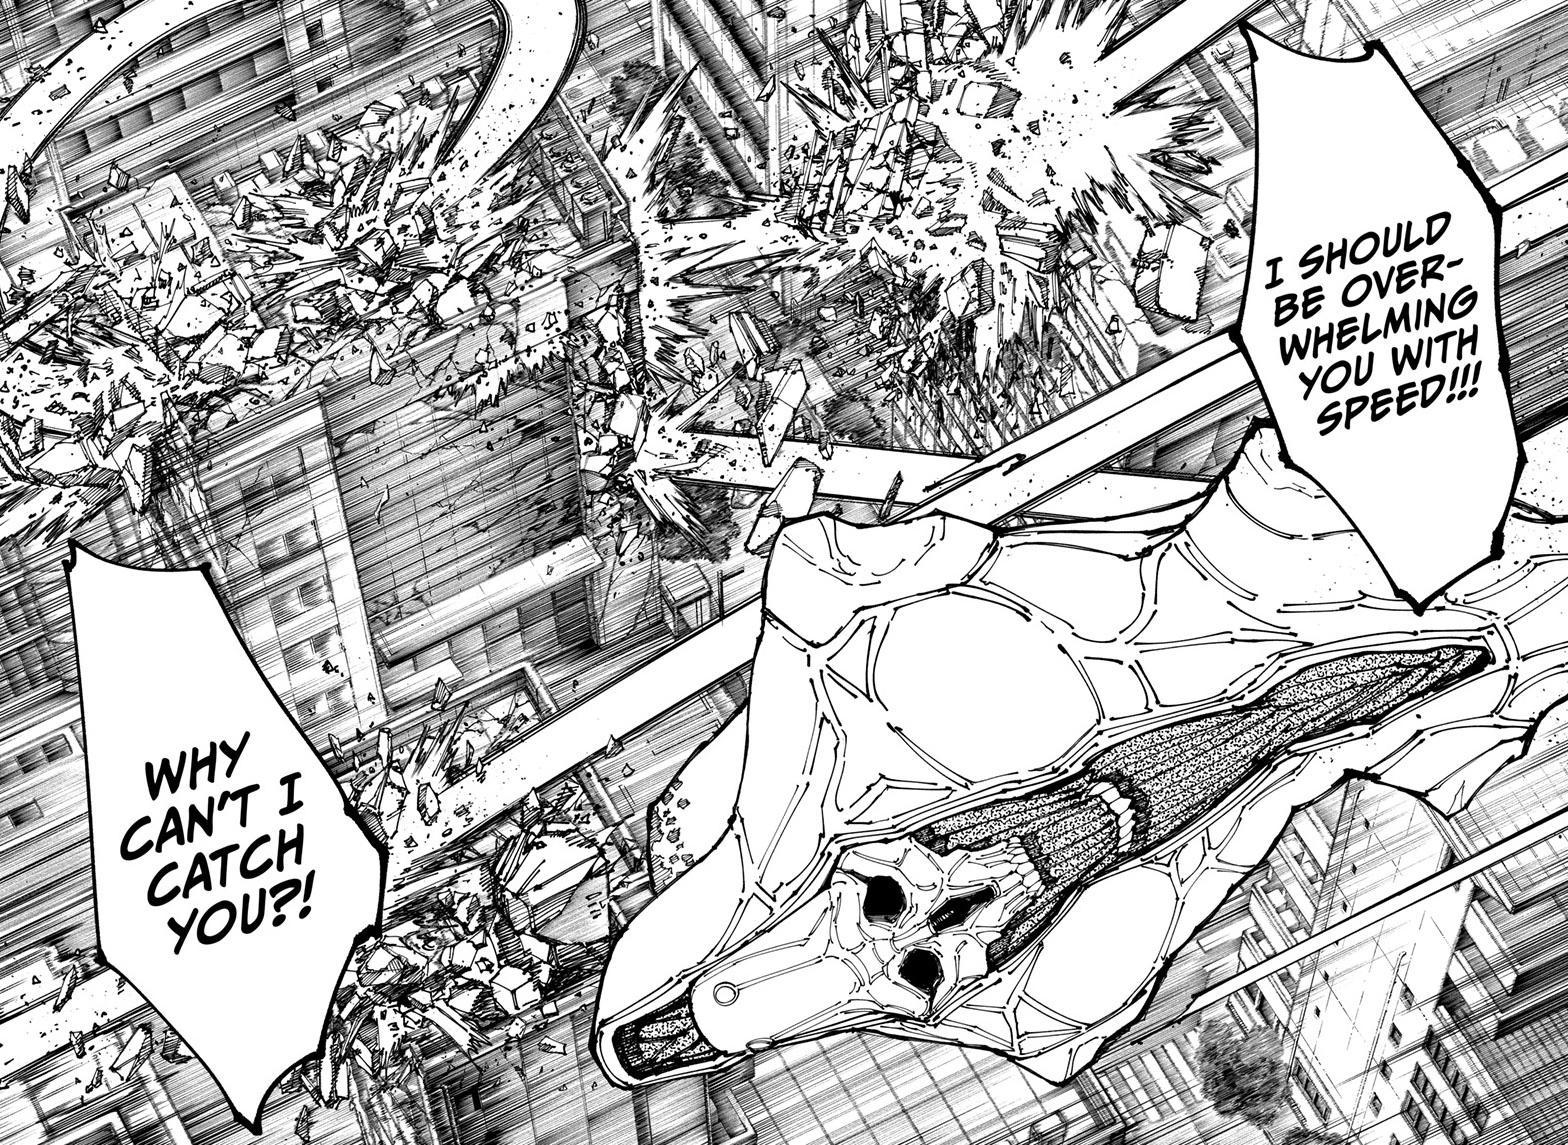 I SHOULD
BE OVER-
WHELMING
YOU WITH
SPEED!!!
WHY
CAN'T I
CATCH
YOU?!